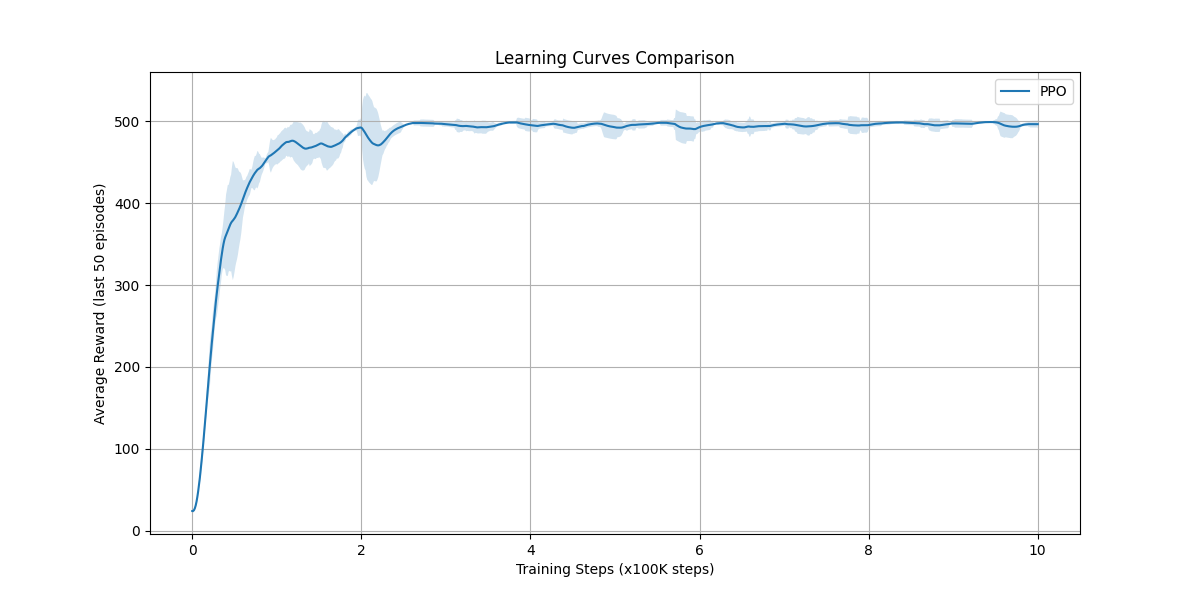 Learning Curves Comparison
PPO
Average Reward (last 50 episodes)
500
400
300
200
100
0
0 2 4 6 8 10
Training Steps (x100K steps)